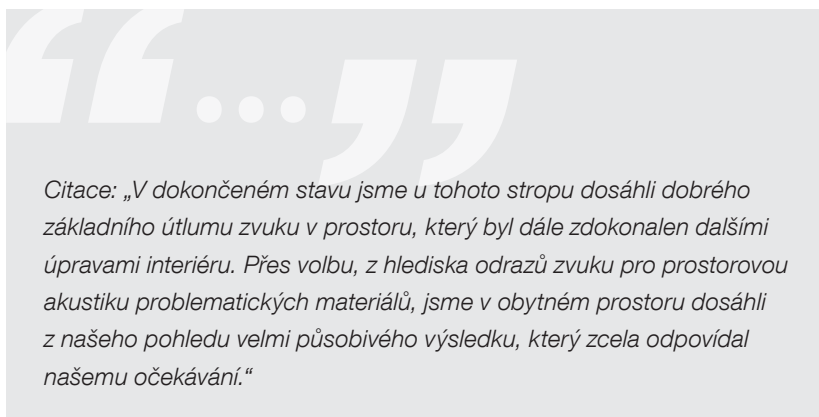 “...”
Citace: „V dokončeném stavu jsme u tohoto stropu dosáhli dobrého
základního útlumu zvuku v prostoru, který byl dále zdokonalen dalšími
úpravami interiéru. Přes volbu, z hlediska odrazů zvuku pro prostorovou
akustiku problematických materiálů, jsme v obytném prostoru dosáhli
z našeho pohledu velmi působivého výsledku, který zcela odpovídal
našemu očekávání.“